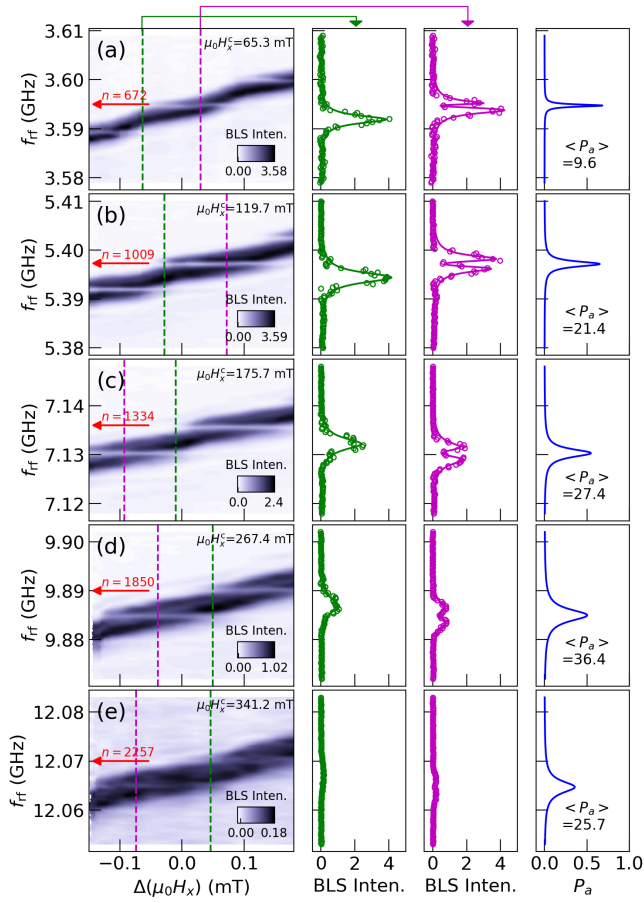 3.61
(a)
μ₀Hₓᶜ=65.3 mT
3.60
n=672
f_rf (GHz)
3.59
BLS Inten.
0.00 3.58
3.58
< Pₐ >
=9.6
5.41
(b)
μ₀Hₓᶜ=119.7 mT
5.40
n=1009
f_rf (GHz)
5.39
BLS Inten.
0.00 3.59
5.38
< Pₐ >
=21.4
(c)
μ₀Hₓᶜ=175.7 mT
7.14
n=1334
f_rf (GHz)
7.13
BLS Inten.
0.0 2.4
7.12
< Pₐ >
=27.4
9.90
(d)
μ₀Hₓᶜ=267.4 mT
9.89
n=1850
f_rf (GHz)
9.88
BLS Inten.
0.00 1.02
< Pₐ >
=36.4
12.08
(e)
μ₀Hₓᶜ=341.2 mT
12.07
n=2257
f_rf (GHz)
12.06
BLS Inten.
0.00 0.18
< Pₐ >
=25.7
−0.1 0.0 0.1 0 2 4 0 2 4 0.0 0.5 1.0
Δ(μ₀Hₓ) (mT) BLS Inten. BLS Inten. Pₐ